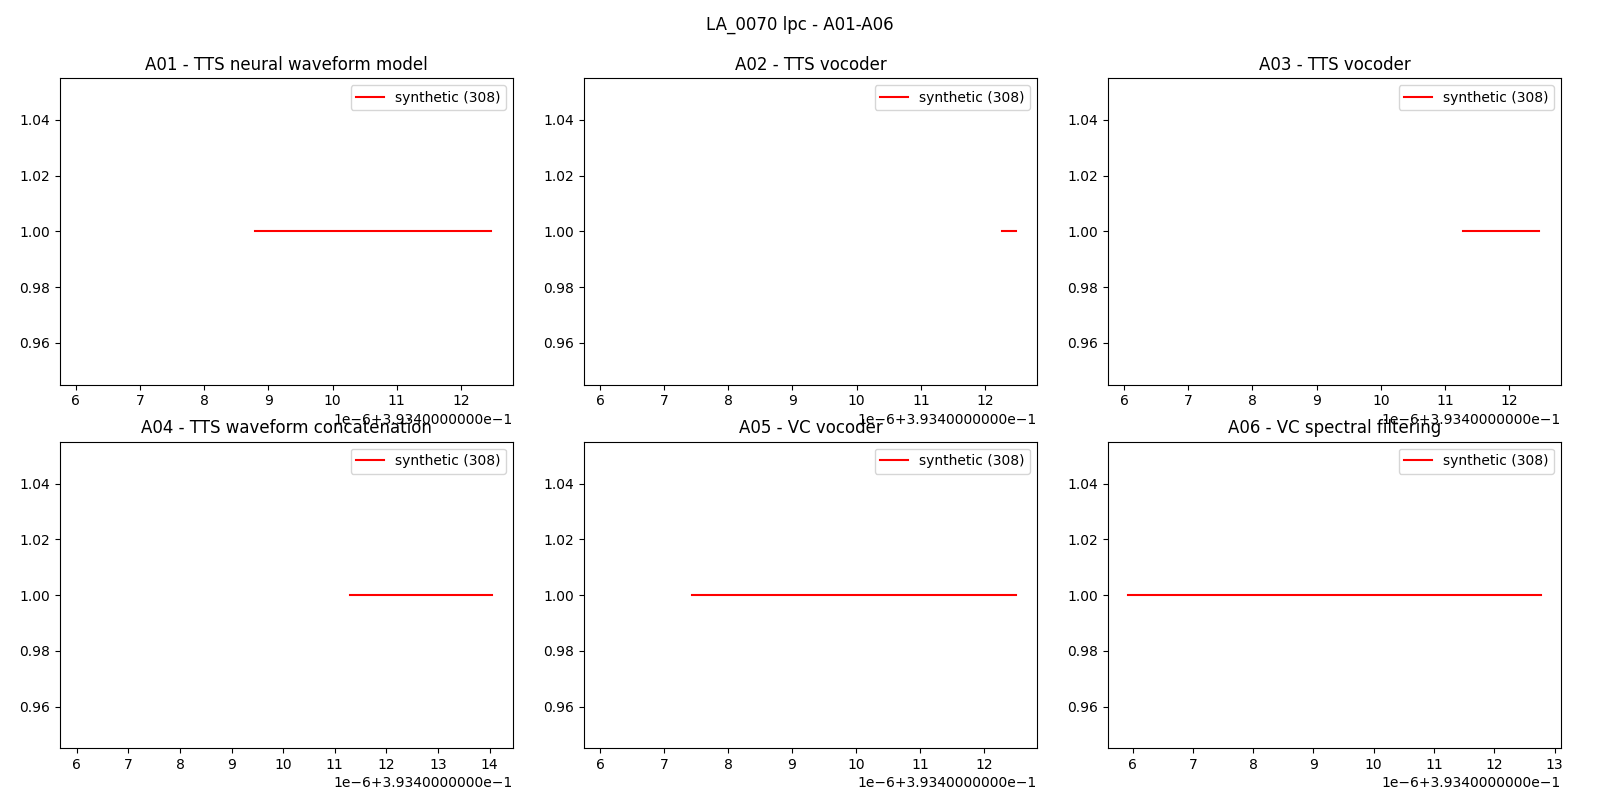 LA_0070 lpc - A01-A06
A01 - TTS neural waveform model
A02 - TTS vocoder
A03 - TTS vocoder
synthetic (308)
synthetic (308)
synthetic (308)
1.04
1.02
1.00
0.98
0.96
1.04
1.02
1.00
0.98
0.96
1.04
1.02
1.00
0.98
0.96
6 7 8 9 10 11 12
6 7 8 9 10 11 12
6 7 8 9 10 11 12
1e−6+3.9340000000e−1
1e−6+3.9340000000e−1
1e−6+3.9340000000e−1
A04 - TTS waveform concatenation
A05 - VC vocoder
A06 - VC spectral filtering
synthetic (308)
synthetic (308)
synthetic (308)
1.04
1.02
1.00
0.98
0.96
1.04
1.02
1.00
0.98
0.96
1.04
1.02
1.00
0.98
0.96
6 7 8 9 10 11 12 13 14
6 7 8 9 10 11 12
6 7 8 9 10 11 12 13
1e−6+3.9340000000e−1
1e−6+3.9340000000e−1
1e−6+3.9340000000e−1